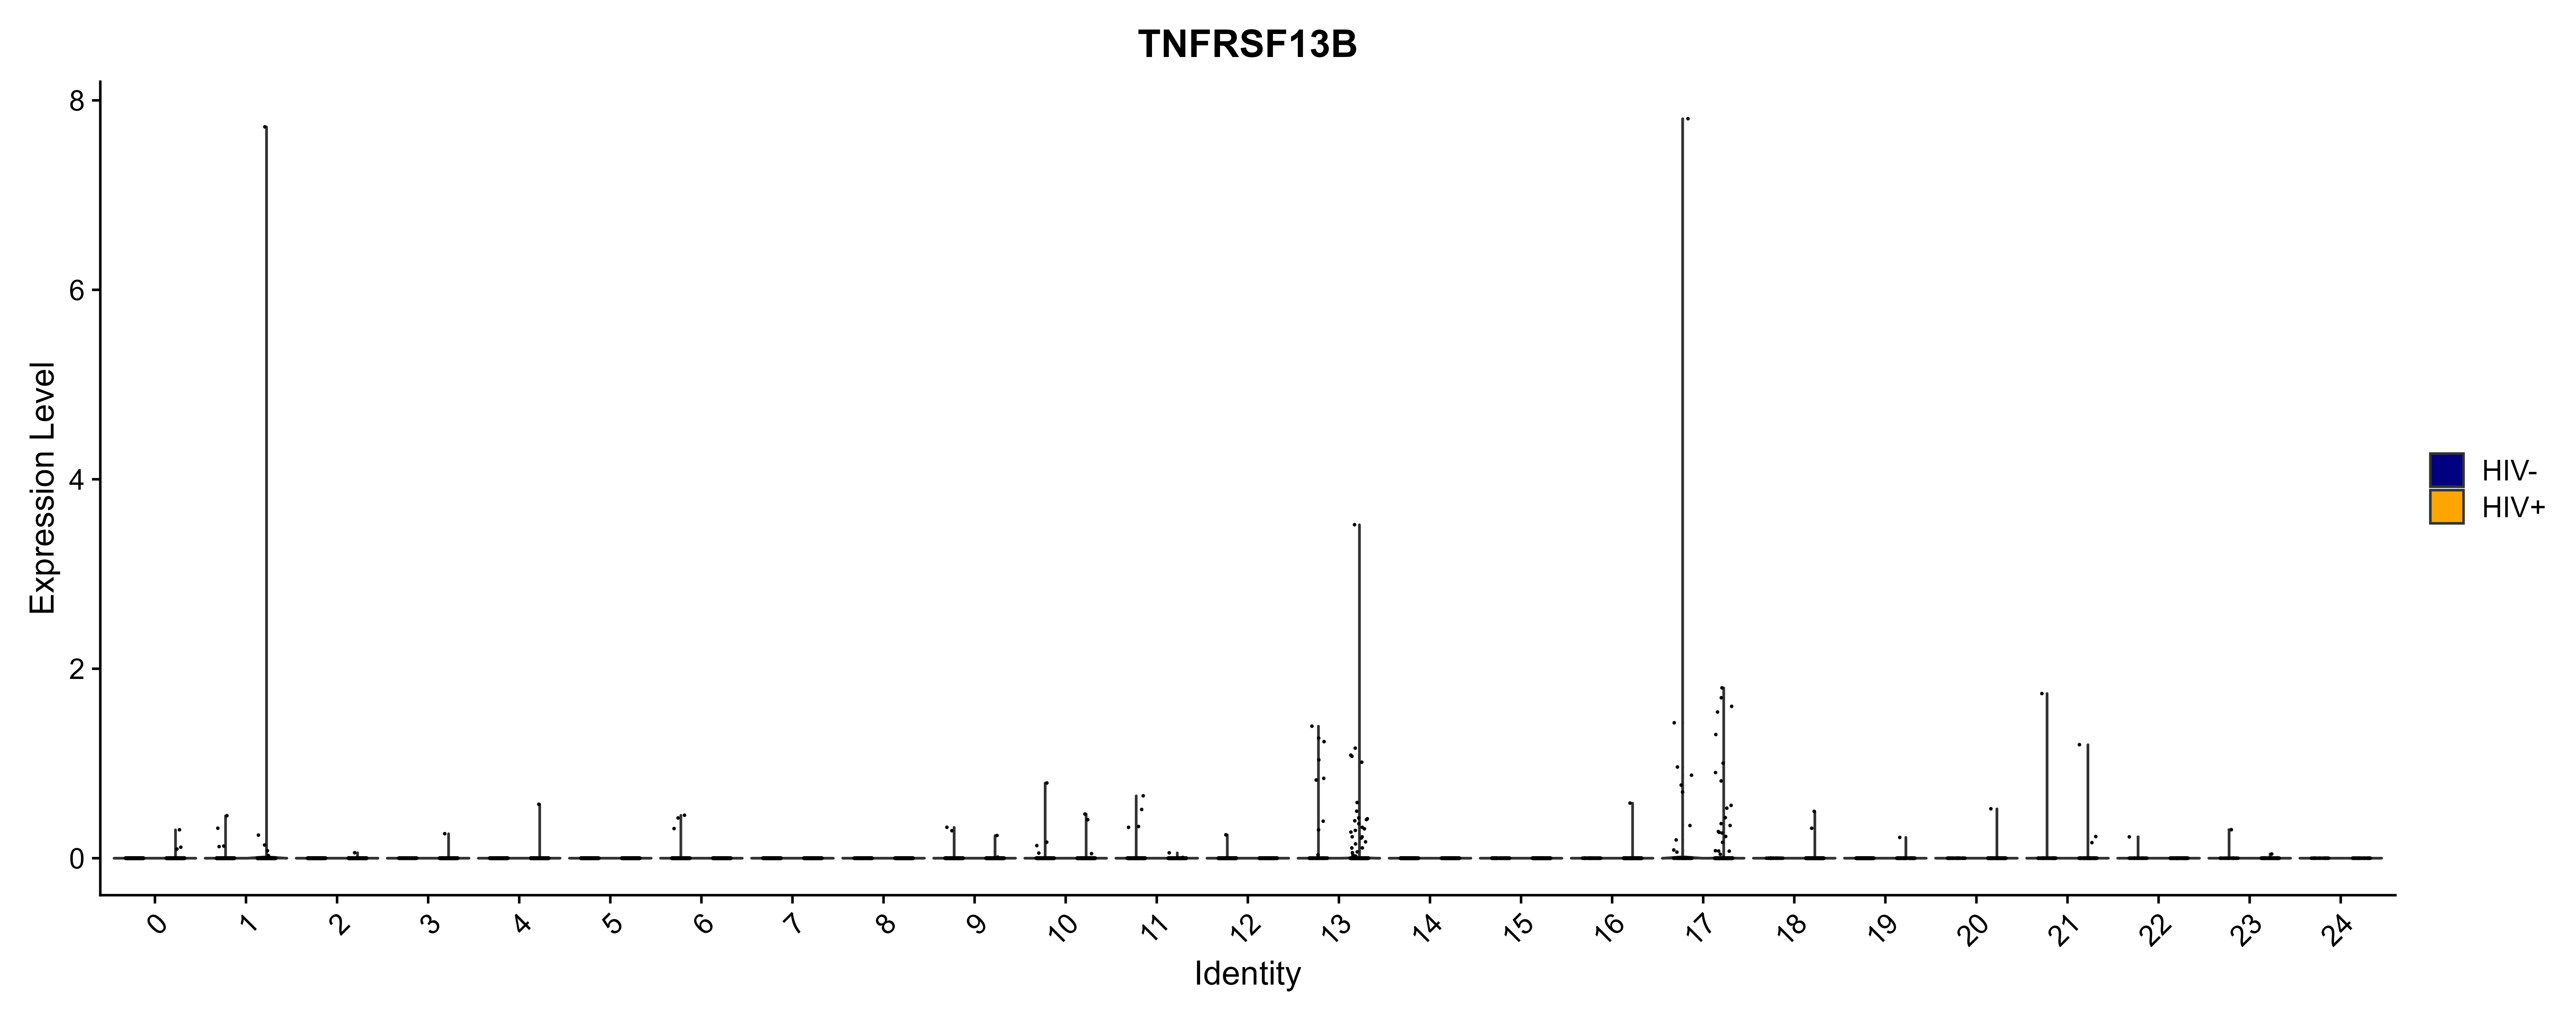 TNFRSF13B
Expression Level
8
6
4
2
0
0 1 2 3 4 5 6 7 8 9 10 11 12 13 14 15 16 17 18 19 20 21 22 23 24
Identity
HIV-
HIV+